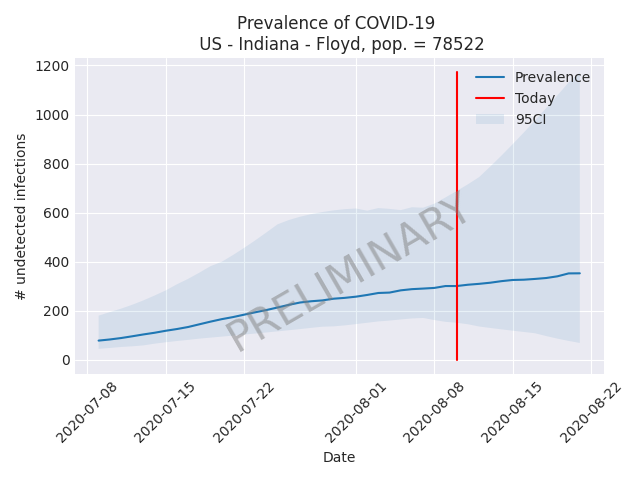 Prevalence of COVID-19
US - Indiana - Floyd, pop. = 78522
# undetected infections
1200
1000
800
600
400
200
0
Prevalence
Today
95CI
PRELIMINARY
2020-07-08
2020-07-15
2020-07-22
2020-08-01
2020-08-08
2020-08-15
2020-08-22
Date